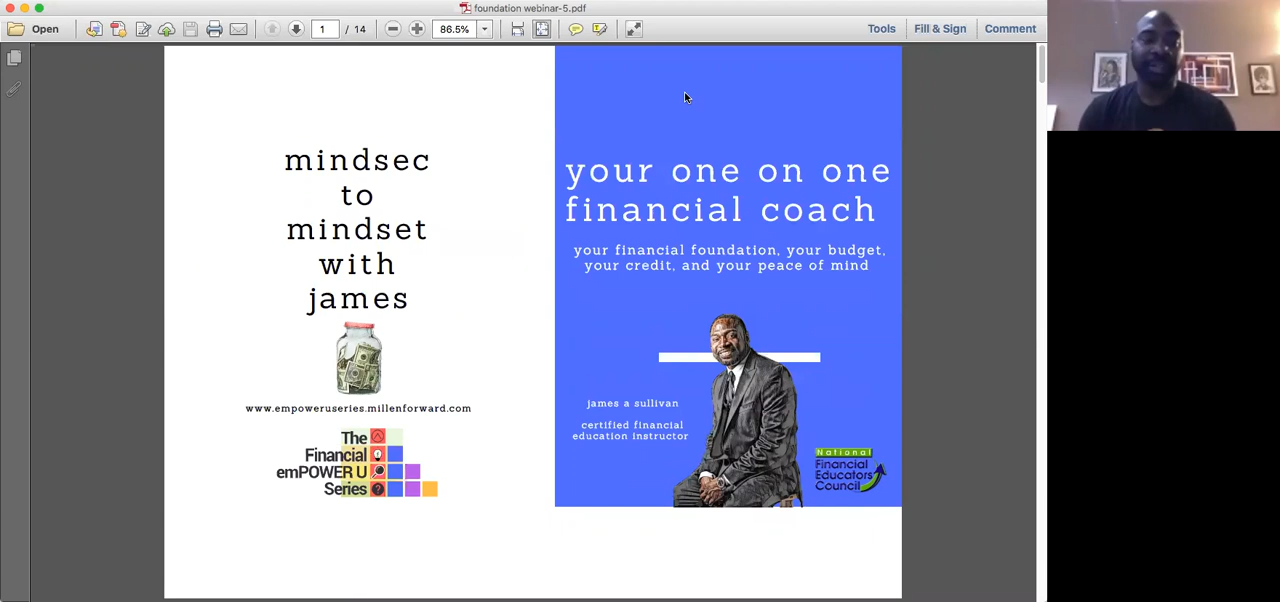 foundation webinar-5.pdf
Open
1 / 14
86.5%
Tools
Fill & Sign
Comment
mindsec
to
mindset
with
james
www.empoweruseries.millenforward.com
The
Financial
emPOWER U
Series
your one on one
financial coach
your financial foundation, your budget,
your credit, and your peace of mind
james a sullivan
certified financial
education instructor
National
Financial
Educators
Council